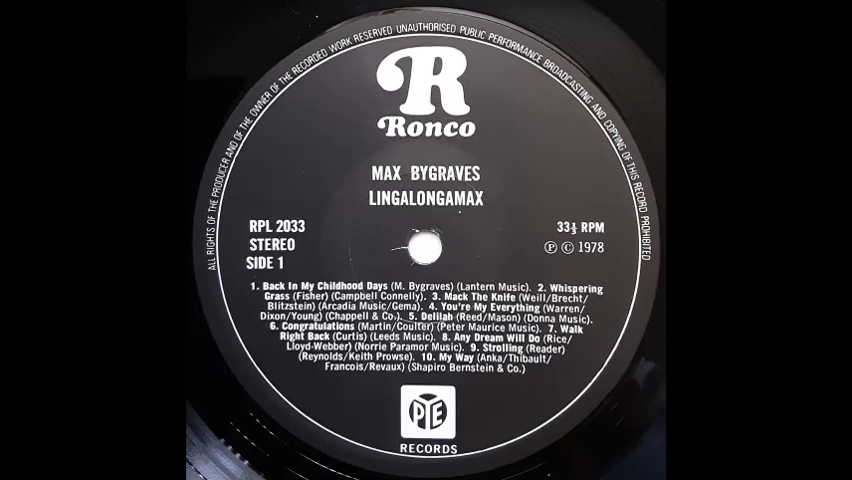 ALL RIGHTS OF THE PRODUCER AND OF THE OWNER OF THE RECORDED WORK RESERVED UNAUTHORISED PUBLIC PERFORMANCE BROADCASTING AND COPYING OF THIS RECORD PROHIBITED
R
Ronco
MAX BYGRAVES
LINGALONGAMAX
RPL 2033
STEREO
SIDE 1
33⅓ RPM
℗ © 1978
1. Back In My Childhood Days (M. Bygraves) (Lantern Music). 2. Whispering
Grass (Fisher) (Campbell Connelly). 3. Mack The Knife (Weill/Brecht/
Blitzstein) (Arcadia Music/Gema). 4. You're My Everything (Warren/
Dixon/Young) (Chappell & Co.). 5. Delilah (Reed/Mason) (Donna Music).
6. Congratulations (Martin/Coulter) (Peter Maurice Music). 7. Walk
Right Back (Curtis) (Leeds Music). 8. Any Dream Will Do (Rice/
Lloyd-Webber) (Norrie Paramor Music). 9. Strolling (Reader)
(Reynolds/Keith Prowse). 10. My Way (Anka/Thibault/
Francois/Revaux) (Shapiro Bernstein & Co.)
PYE
RECORDS